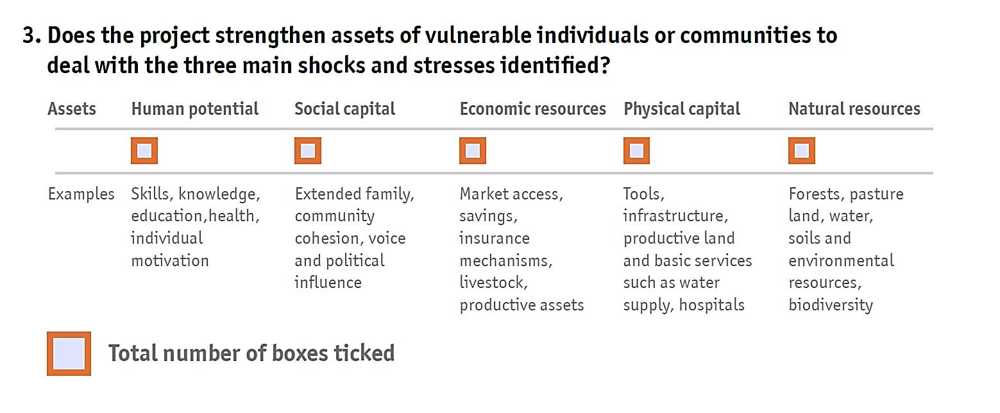 3. Does the project strengthen assets of vulnerable individuals or communities to
deal with the three main shocks and stresses identified?
Assets Human potential Social capital Economic resources Physical capital Natural resources
Examples Skills, knowledge, Extended family, Market access, Tools, Forests, pasture
education,health, community savings, infrastructure, land, water,
individual cohesion, voice insurance productive land soils and
motivation and political mechanisms, and basic services environmental
influence livestock, such as water resources,
productive assets supply, hospitals biodiversity
Total number of boxes ticked